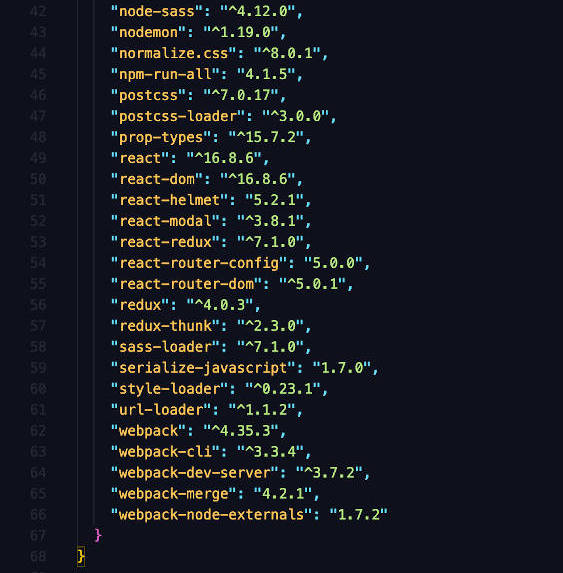 42 "node-sass": "^4.12.0",
43 "nodemon": "^1.19.0",
44 "normalize.css": "^8.0.1",
45 "npm-run-all": "4.1.5",
46 "postcss": "^7.0.17",
47 "postcss-loader": "^3.0.0",
48 "prop-types": "^15.7.2",
49 "react": "^16.8.6",
50 "react-dom": "^16.8.6",
51 "react-helmet": "5.2.1",
52 "react-modal": "^3.8.1",
53 "react-redux": "^7.1.0",
54 "react-router-config": "5.0.0",
55 "react-router-dom": "^5.0.1",
56 "redux": "^4.0.3",
57 "redux-thunk": "^2.3.0",
58 "sass-loader": "^7.1.0",
59 "serialize-javascript": "1.7.0",
60 "style-loader": "^0.23.1",
61 "url-loader": "^1.1.2",
62 "webpack": "^4.35.3",
63 "webpack-cli": "^3.3.4",
64 "webpack-dev-server": "^3.7.2",
65 "webpack-merge": "4.2.1",
66 "webpack-node-externals": "1.7.2"
67 }
68 }